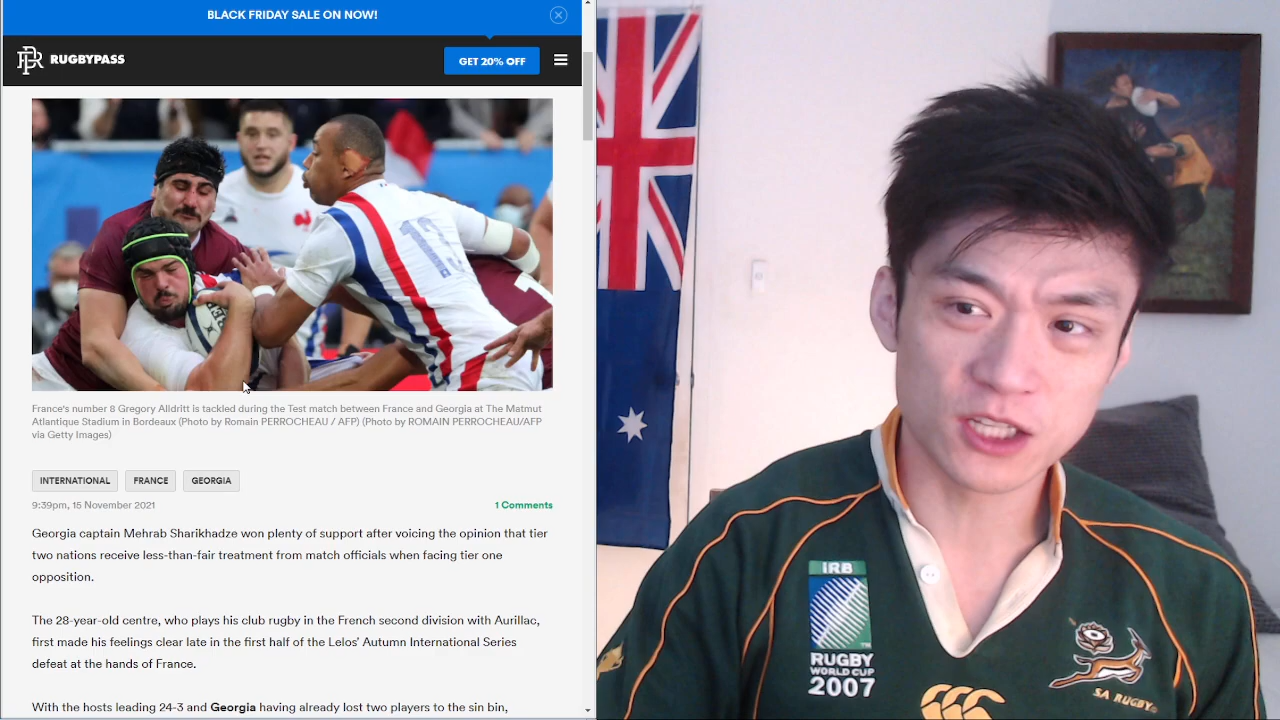 BLACK FRIDAY SALE ON NOW!
RUGBYPASS
GET 20% OFF
France's number 8 Gregory Alldritt is tackled during the Test match between France and Georgia at The Matmut
Atlantique Stadium in Bordeaux (Photo by Romain PERROCHEAU / AFP) (Photo by ROMAIN PERROCHEAU/AFP
via Getty Images)
INTERNATIONAL
FRANCE
GEORGIA
9:39pm, 15 November 2021
1 Comments
Georgia captain Mehrab Sharikhadze won plenty of support after voicing the opinion that tier
two nations receive less-than-fair treatment from match officials when facing tier one
opposition.
The 28-year-old centre, who plays his club rugby in the French second division with Aurillac,
first made his feelings clear late in the first half of the Lelos' Autumn International Series
defeat at the hands of France.
With the hosts leading 24-3 and Georgia having already lost two players to the sin bin,
iRB
RUGBY
WORLD CUP
2007
SA RUGBY